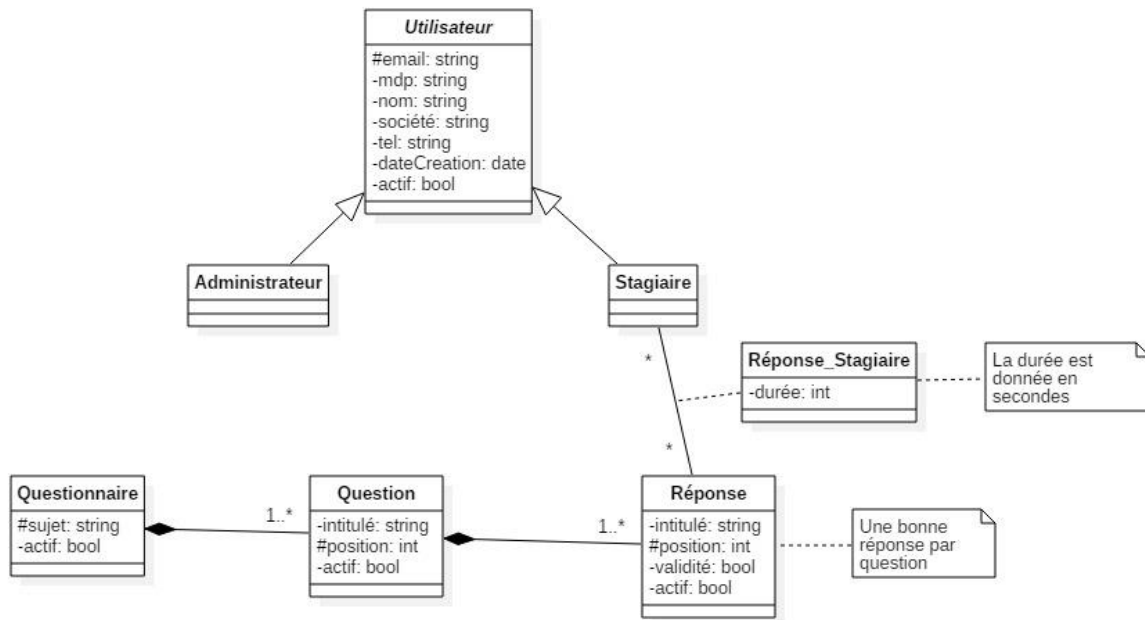 Utilisateur
#email: string
-mdp: string
-nom: string
-société: string
-tel: string
-dateCreation: date
-actif: bool
Administrateur
Stagiaire
*
Réponse_Stagiaire
-durée: int
La durée est
donnée en
secondes
*
Questionnaire
#sujet: string
-actif: bool
1..*
Question
-intitulé: string
#position: int
-actif: bool
1..*
Réponse
-intitulé: string
#position: int
-validité: bool
-actif: bool
Une bonne
réponse par
question